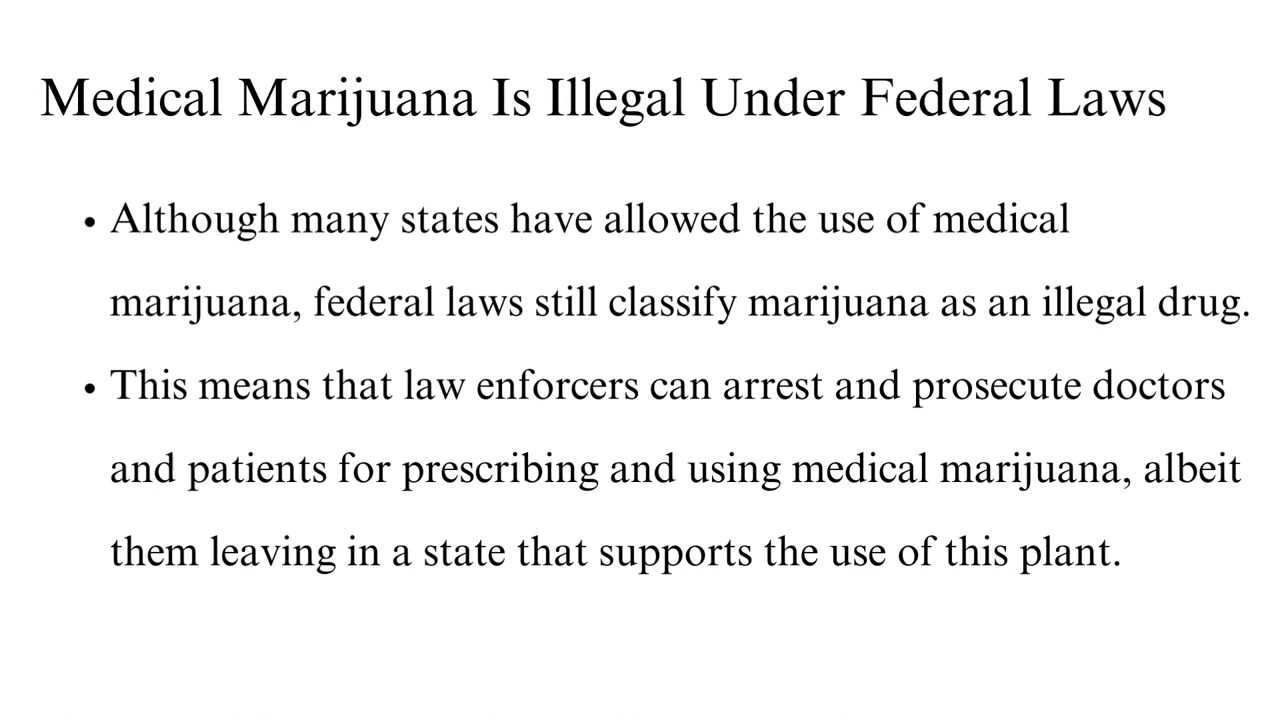 Medical Marijuana Is Illegal Under Federal Laws
• Although many states have allowed the use of medical
marijuana, federal laws still classify marijuana as an illegal drug.
• This means that law enforcers can arrest and prosecute doctors
and patients for prescribing and using medical marijuana, albeit
them leaving in a state that supports the use of this plant.